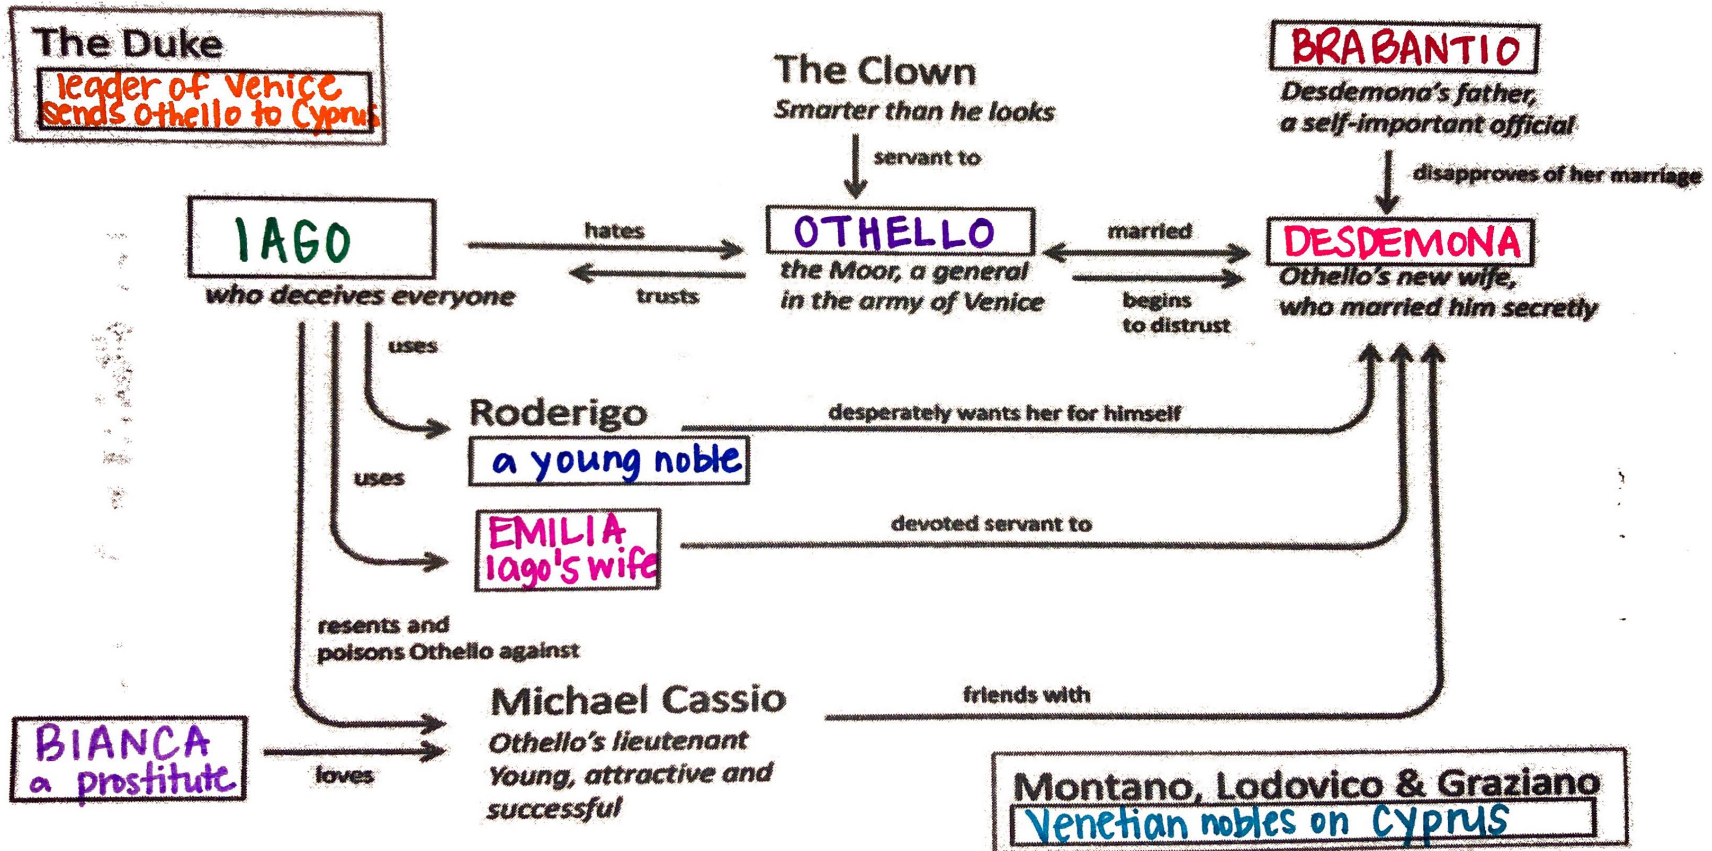 The Duke
leader of Venice
sends Othello to Cyprus
The Clown
Smarter than he looks
servant to
BRABANTIO
Desdemona's father,
a self-important official
disapproves of her marriage
IAGO
who deceives everyone
hates
trusts
OTHELLO
the Moor, a general
in the army of Venice
married
begins
to distrust
DESDEMONA
Othello's new wife,
who married him secretly
uses
Roderigo
a young noble
desperately wants her for himself
uses
EMILIA
Iago's wife
devoted servant to
resents and
poisons Othello against
Michael Cassio
Othello's lieutenant
Young, attractive and
successful
friends with
BIANCA
a prostitute
loves
Montano, Lodovico & Graziano
Venetian nobles on Cyprus